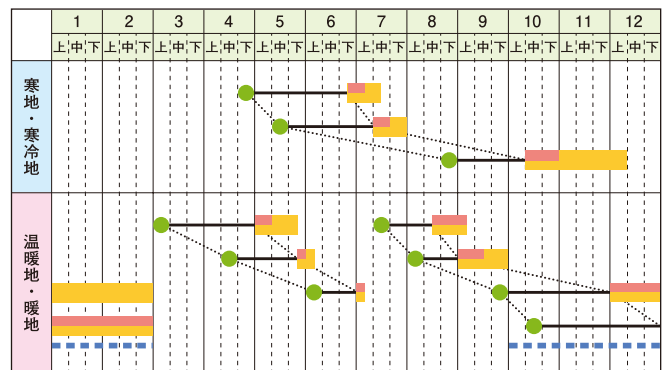 1 2 3 4 5 6 7 8 9 10 11 12
上 中 下 上 中 下 上 中 下 上 中 下 上 中 下 上 中 下 上 中 下 上 中 下 上 中 下 上 中 下 上 中 下 上 中 下
寒地・寒冷地
温暖地・暖地